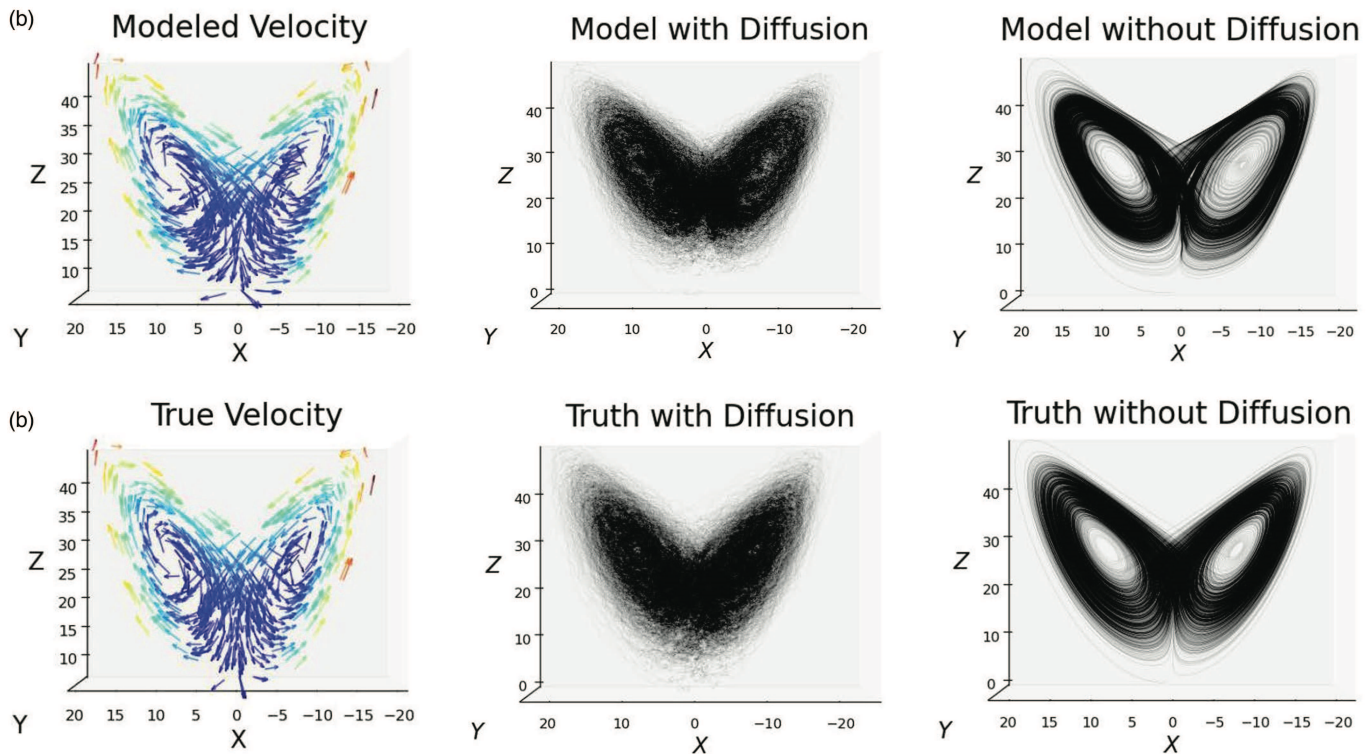 (b)
Modeled Velocity
Model with Diffusion
Model without Diffusion
40
35
30
25
20
15
10
Z
Y
20 15 10 5 0 −5 −10 −15 −20
X
40
30
20
10
0
Z
Y
20 10 0 −10 −20
X
40
30
20
10
0
Z
Y
20 15 10 5 0 −5 −10 −15 −20
X
(b)
True Velocity
Truth with Diffusion
Truth without Diffusion
40
35
30
25
20
15
10
Z
Y
20 15 10 5 0 −5 −10 −15 −20
X
40
30
20
10
0
Z
Y
20 10 0 −10 −20
X
40
30
20
10
0
Z
Y
20 15 10 5 0 −5 −10 −15 −20
X